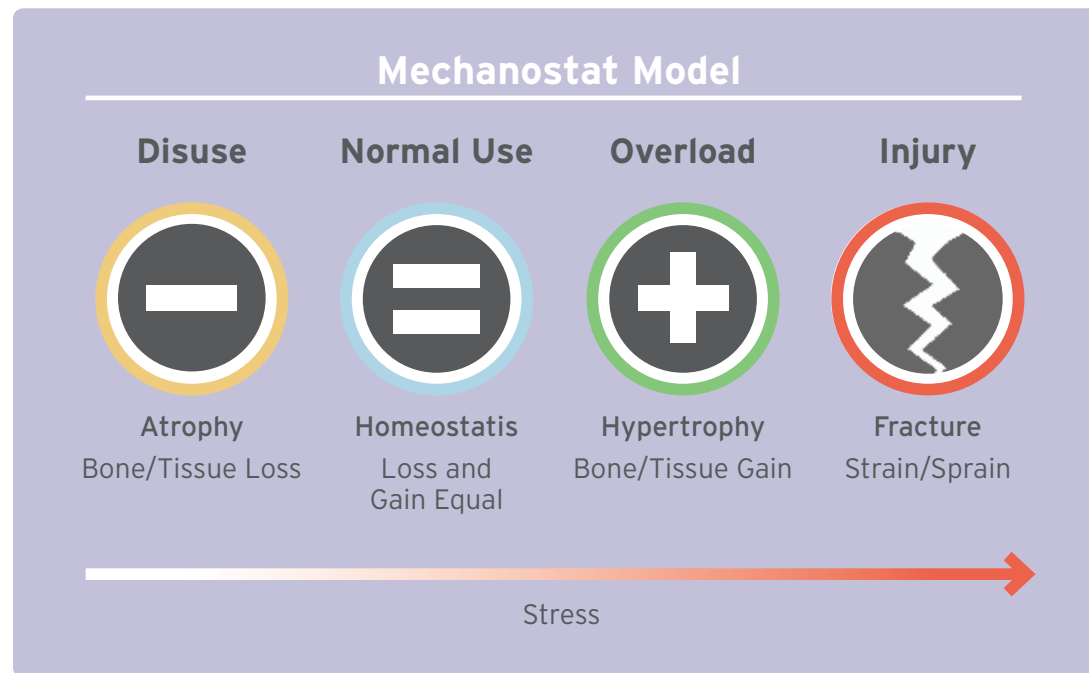 Mechanostat Model
Disuse
Normal Use
Overload
Injury
Atrophy
Bone/Tissue Loss
Homeostatis
Loss and
Gain Equal
Hypertrophy
Bone/Tissue Gain
Fracture
Strain/Sprain
Stress